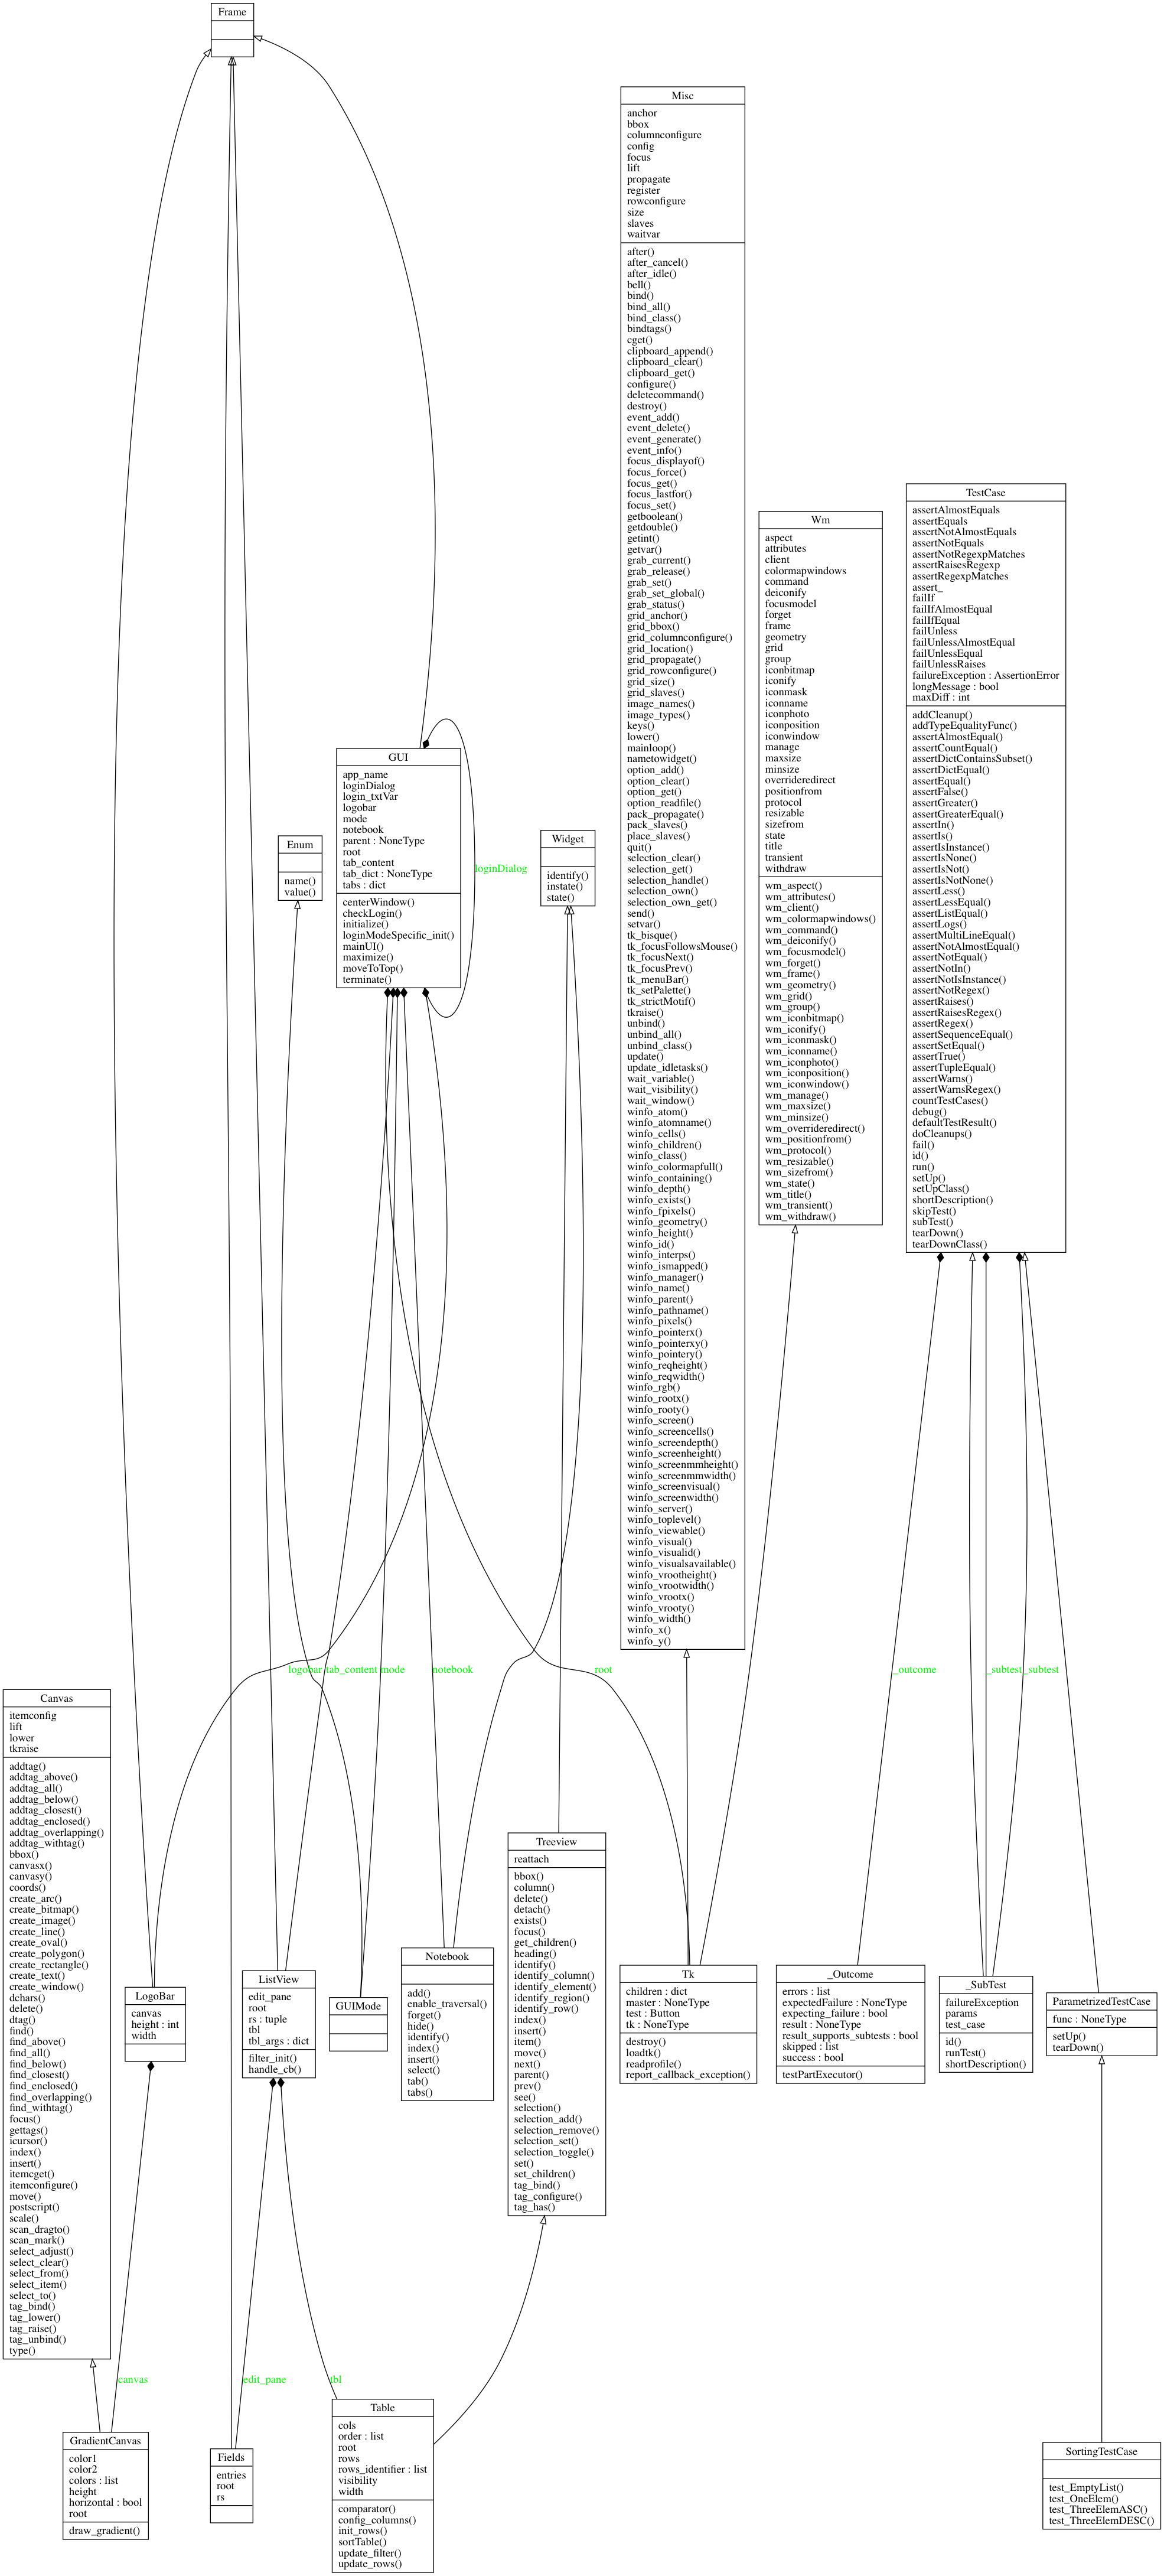 Frame
Misc
anchor
bbox
columnconfigure
config
focus
lift
propagate
register
rowconfigure
size
slaves
waitvar
after()
after_cancel()
after_idle()
bell()
bind()
bind_all()
bind_class()
bindtags()
cget()
clipboard_append()
clipboard_clear()
clipboard_get()
configure()
deletecommand()
destroy()
event_add()
event_delete()
event_generate()
event_info()
focus_displayof()
focus_force()
focus_get()
focus_lastfor()
focus_set()
getboolean()
getdouble()
getint()
getvar()
grab_current()
grab_release()
grab_set()
grab_set_global()
grab_status()
grid_anchor()
grid_bbox()
grid_columnconfigure()
grid_location()
grid_propagate()
grid_rowconfigure()
grid_size()
grid_slaves()
image_names()
image_types()
keys()
lower()
mainloop()
nametowidget()
option_add()
option_clear()
option_get()
option_readfile()
pack_propagate()
pack_slaves()
place_slaves()
quit()
selection_clear()
selection_get()
selection_handle()
selection_own()
selection_own_get()
send()
setvar()
tk_bisque()
tk_focusFollowsMouse()
tk_focusNext()
tk_focusPrev()
tk_menuBar()
tk_setPalette()
tk_strictMotif()
tkraise()
unbind()
unbind_all()
unbind_class()
update()
update_idletasks()
wait_variable()
wait_visibility()
wait_window()
winfo_atom()
winfo_atomname()
winfo_cells()
winfo_children()
winfo_class()
winfo_colormapfull()
winfo_containing()
winfo_depth()
winfo_exists()
winfo_fpixels()
winfo_geometry()
winfo_height()
winfo_id()
winfo_interps()
winfo_ismapped()
winfo_manager()
winfo_name()
winfo_parent()
winfo_pathname()
winfo_pixels()
winfo_pointerx()
winfo_pointerxy()
winfo_pointery()
winfo_reqheight()
winfo_reqwidth()
winfo_rgb()
winfo_rootx()
winfo_rooty()
winfo_screen()
winfo_screencells()
winfo_screendepth()
winfo_screenheight()
winfo_screenmmheight()
winfo_screenmmwidth()
winfo_screenvisual()
winfo_screenwidth()
winfo_server()
winfo_toplevel()
winfo_viewable()
winfo_visual()
winfo_visualid()
winfo_visualsavailable()
winfo_vrootheight()
winfo_vrootwidth()
winfo_vrootx()
winfo_vrooty()
winfo_width()
winfo_x()
winfo_y()
Wm
aspect
attributes
client
colormapwindows
command
deiconify
focusmodel
forget
frame
geometry
grid
group
iconbitmap
iconify
iconmask
iconname
iconphoto
iconposition
iconwindow
manage
maxsize
minsize
overrideredirect
positionfrom
protocol
resizable
sizefrom
state
title
transient
withdraw
wm_aspect()
wm_attributes()
wm_client()
wm_colormapwindows()
wm_command()
wm_deiconify()
wm_focusmodel()
wm_forget()
wm_frame()
wm_geometry()
wm_grid()
wm_group()
wm_iconbitmap()
wm_iconify()
wm_iconmask()
wm_iconname()
wm_iconphoto()
wm_iconposition()
wm_iconwindow()
wm_manage()
wm_maxsize()
wm_minsize()
wm_overrideredirect()
wm_positionfrom()
wm_protocol()
wm_resizable()
wm_sizefrom()
wm_state()
wm_title()
wm_transient()
wm_withdraw()
TestCase
assertAlmostEquals
assertEquals
assertNotAlmostEquals
assertNotEquals
assertNotRegexpMatches
assertRaisesRegexp
assertRegexpMatches
assert_
failIf
failIfAlmostEqual
failIfEqual
failUnless
failUnlessAlmostEqual
failUnlessEqual
failUnlessRaises
failureException : AssertionError
longMessage : bool
maxDiff : int
addCleanup()
addTypeEqualityFunc()
assertAlmostEqual()
assertCountEqual()
assertDictContainsSubset()
assertDictEqual()
assertEqual()
assertFalse()
assertGreater()
assertGreaterEqual()
assertIn()
assertIs()
assertIsInstance()
assertIsNone()
assertIsNot()
assertIsNotNone()
assertLess()
assertLessEqual()
assertListEqual()
assertLogs()
assertMultiLineEqual()
assertNotAlmostEqual()
assertNotEqual()
assertNotIn()
assertNotIsInstance()
assertNotRegex()
assertRaises()
assertRaisesRegex()
assertRegex()
assertSequenceEqual()
assertSetEqual()
assertTrue()
assertTupleEqual()
assertWarns()
assertWarnsRegex()
countTestCases()
debug()
defaultTestResult()
doCleanups()
fail()
id()
run()
setUp()
setUpClass()
shortDescription()
skipTest()
subTest()
tearDown()
tearDownClass()
GUI
app_name
loginDialog
login_txtVar
logobar
mode
notebook
parent : NoneType
root
tab_content
tab_dict : NoneType
tabs : dict
centerWindow()
checkLogin()
initialize()
loginModeSpecific_init()
mainUI()
maximize()
moveToTop()
terminate()
loginDialog
Enum
name()
value()
Widget
identify()
instate()
state()
logobar
tab_content
mode
notebook
root
_outcome
_subtest
_subtest
Canvas
itemconfig
lift
lower
tkraise
addtag()
addtag_above()
addtag_all()
addtag_below()
addtag_closest()
addtag_enclosed()
addtag_overlapping()
addtag_withtag()
bbox()
canvasx()
canvasy()
coords()
create_arc()
create_bitmap()
create_image()
create_line()
create_oval()
create_polygon()
create_rectangle()
create_text()
create_window()
dchars()
delete()
dtag()
find()
find_above()
find_all()
find_below()
find_closest()
find_enclosed()
find_overlapping()
find_withtag()
focus()
gettags()
icursor()
index()
insert()
itemcget()
itemconfigure()
move()
postscript()
scale()
scan_dragto()
scan_mark()
select_adjust()
select_clear()
select_from()
select_item()
select_to()
tag_bind()
tag_lower()
tag_raise()
tag_unbind()
type()
LogoBar
canvas
height : int
width
ListView
edit_pane
root
rs : tuple
tbl
tbl_args : dict
filter_init()
handle_cb()
GUIMode
Notebook
add()
enable_traversal()
forget()
hide()
identify()
index()
insert()
select()
tab()
tabs()
Treeview
reattach
bbox()
column()
delete()
detach()
exists()
focus()
get_children()
heading()
identify()
identify_column()
identify_element()
identify_region()
identify_row()
index()
insert()
item()
move()
next()
parent()
prev()
see()
selection()
selection_add()
selection_remove()
selection_set()
selection_toggle()
set()
set_children()
tag_bind()
tag_configure()
tag_has()
Tk
children : dict
master : NoneType
test : Button
tk : NoneType
destroy()
loadtk()
readprofile()
report_callback_exception()
_Outcome
errors : list
expectedFailure : NoneType
expecting_failure : bool
result : NoneType
result_supports_subtests : bool
skipped : list
success : bool
testPartExecutor()
_SubTest
failureException
params
test_case
id()
runTest()
shortDescription()
ParametrizedTestCase
func : NoneType
setUp()
tearDown()
canvas
edit_pane
tbl
GradientCanvas
color1
color2
colors : list
height
horizontal : bool
root
draw_gradient()
Fields
entries
root
rs
Table
cols
order : list
root
rows
rows_identifier : list
visibility
width
comparator()
config_columns()
init_rows()
sortTable()
update_filter()
update_rows()
SortingTestCase
test_EmptyList()
test_OneElem()
test_ThreeElemASC()
test_ThreeElemDESC()